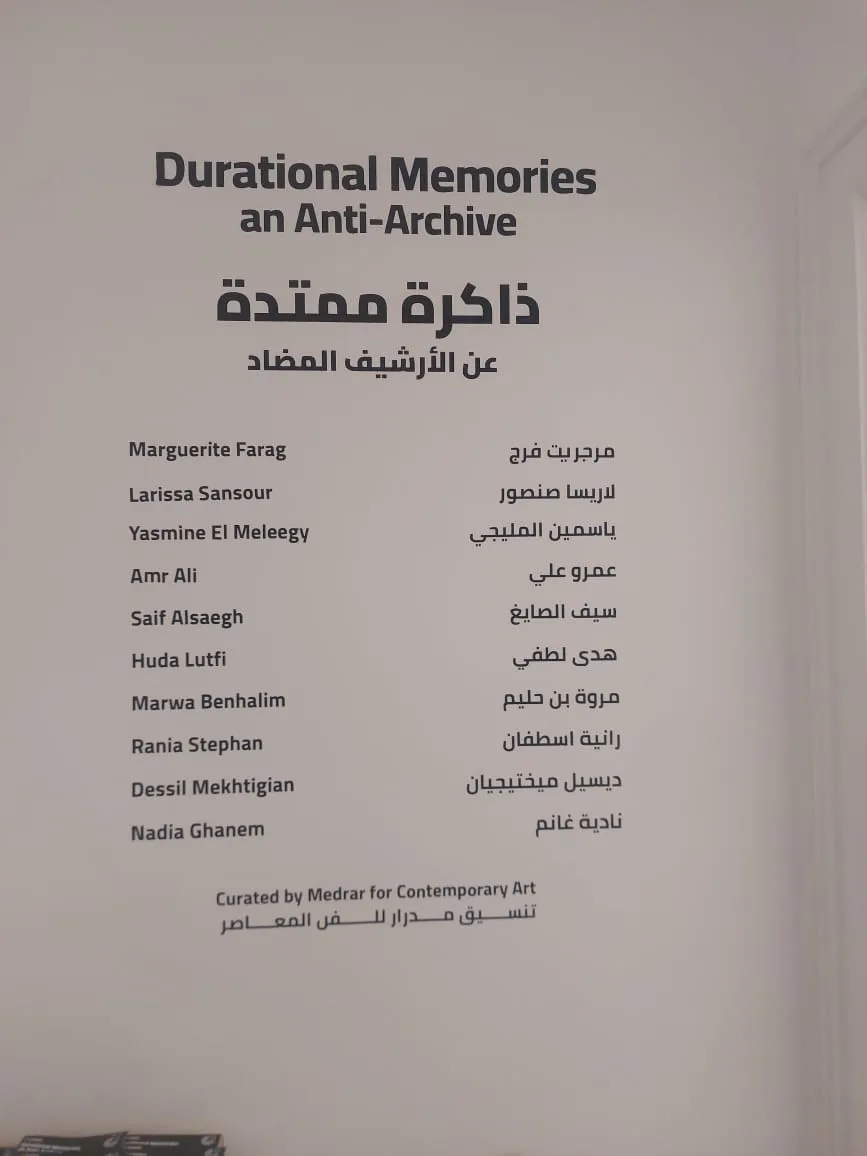 Durational Memories
an Anti-Archive
ذاكرة ممتدة
عن الأرشيف المضاد
Marguerite Farag مرجريت فرج
Larissa Sansour لاريسا صنصور
Yasmine El Meleegy ياسمين المليجي
Amr Ali عمرو علي
Saif Alsaegh سيف الصايغ
Huda Lutfi هدى لطفي
Marwa Benhalim مروة بن حليم
Rania Stephan رانية اسطفان
Dessil Mekhtigian ديسيل ميختيجيان
Nadia Ghanem نادية غانم
Curated by Medrar for Contemporary Art
تنسيق مدرار للفن المعاصر